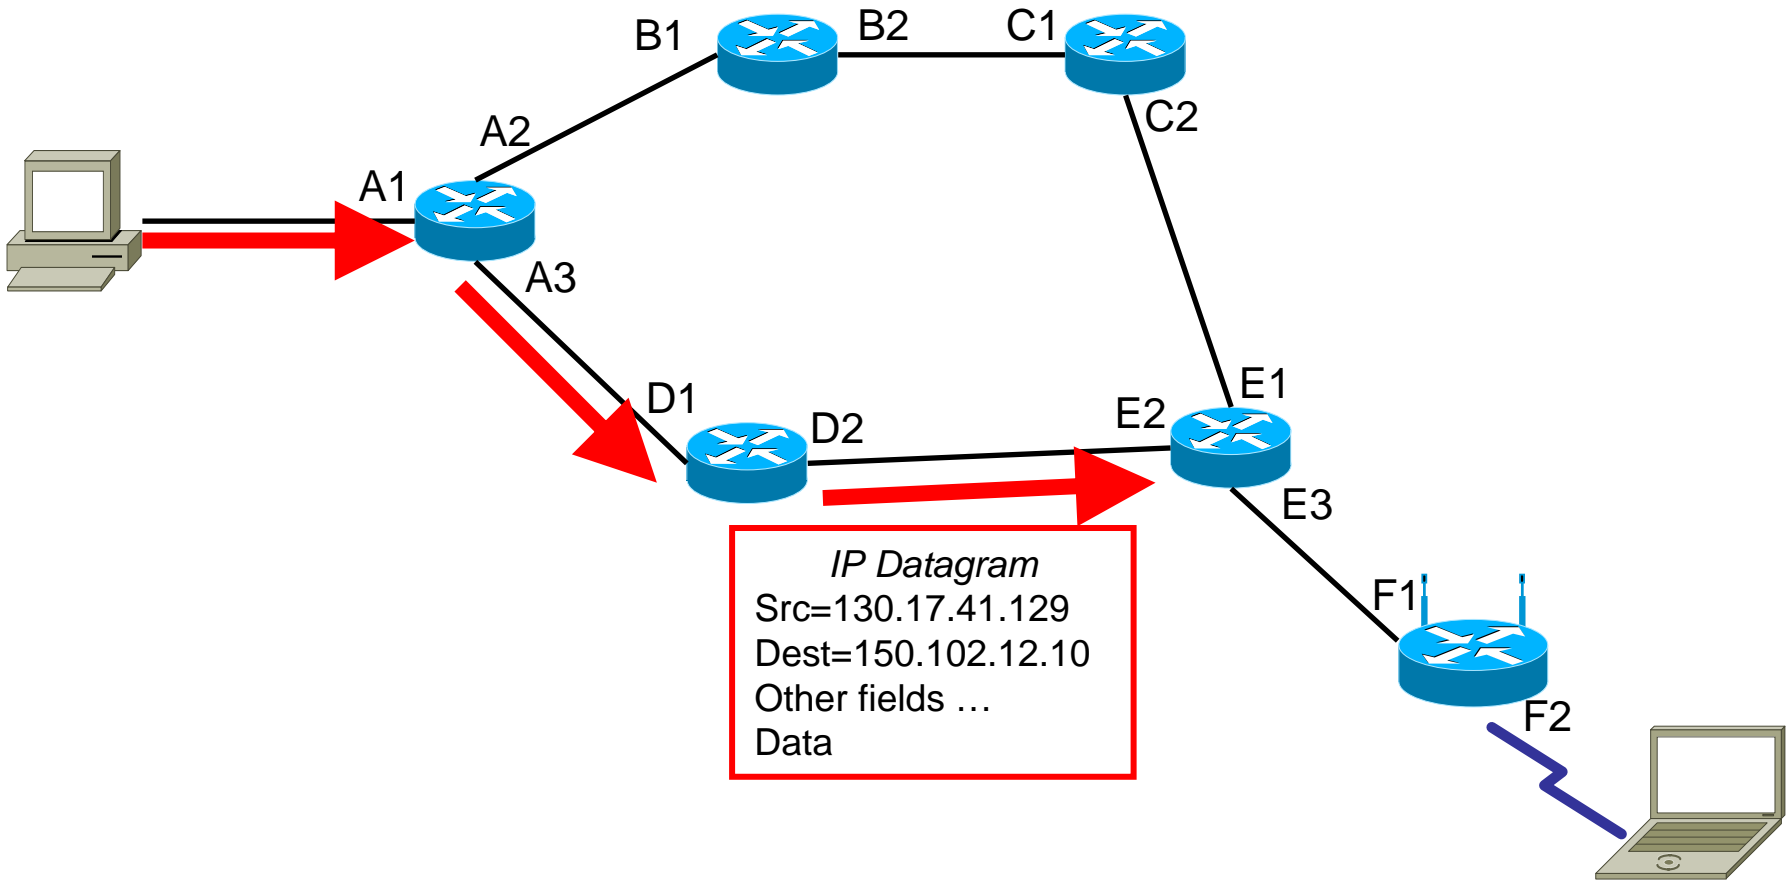 B1
B2
C1
C2
A2
A1
A3
D1
D2
E2
E1
E3
IP Datagram
Src=130.17.41.129
Dest=150.102.12.10
Other fields …
Data
F1
F2